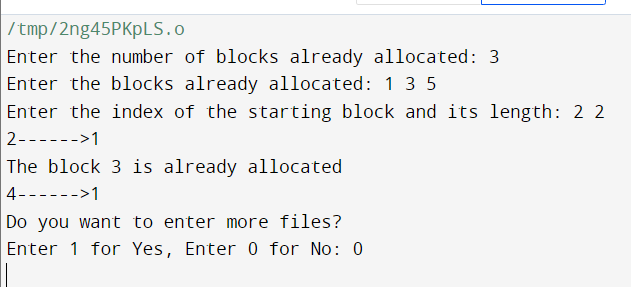 /tmp/2ng45PKpLS.o
Enter the number of blocks already allocated: 3
Enter the blocks already allocated: 1 3 5
Enter the index of the starting block and its length: 2 2
2------>1
The block 3 is already allocated
4------>1
Do you want to enter more files?
Enter 1 for Yes, Enter 0 for No: 0